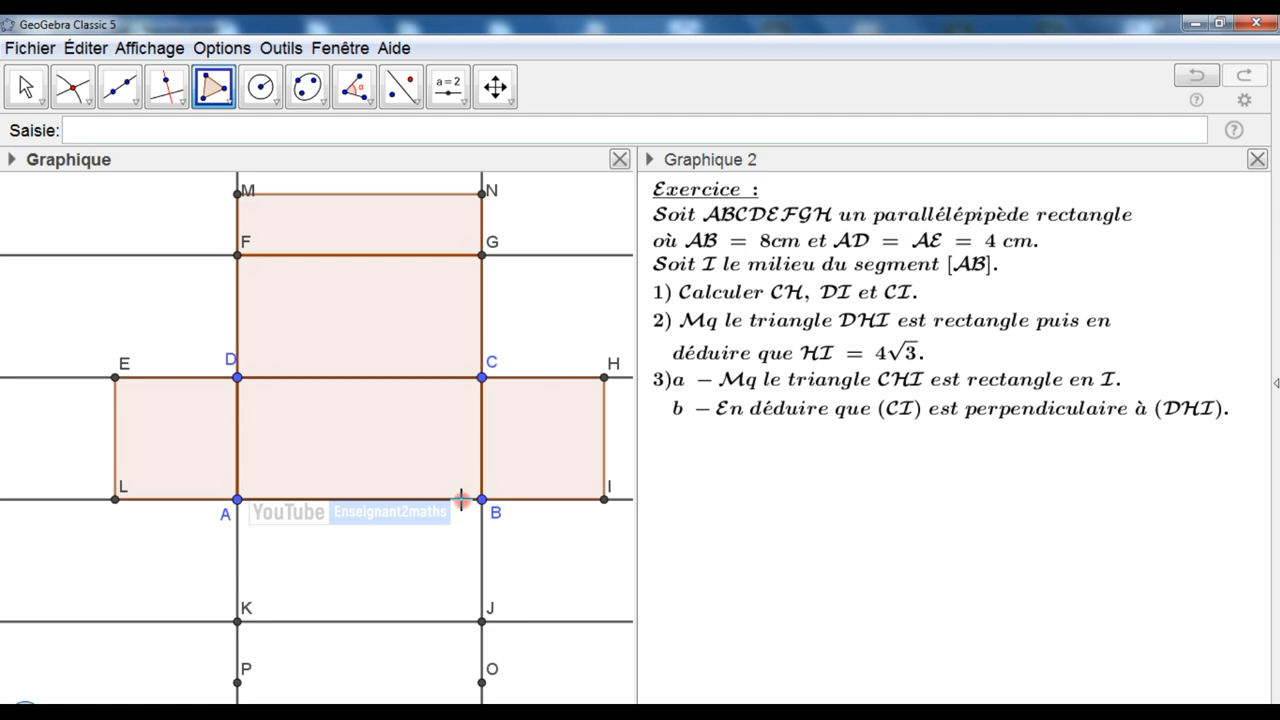 GeoGebra Classic 5
Fichier Éditer Affichage Options Outils Fenêtre Aide
a=2
Saisie:
Graphique
Graphique 2
M
N
F
G
E
D
C
H
L
A
B
I
YouTube Enseignant2maths
K
J
P
O
Exercice :
Soit ABCDEFGH un parallélépipède rectangle
où AB = 8cm et AD = AE = 4 cm.
Soit I le milieu du segment [AB].
1) Calculer CH, DI et CI.
2) Mq le triangle DHI est rectangle puis en
déduire que HI = 4√3.
3)a - Mq le triangle CHI est rectangle en I.
b - En déduire que (CI) est perpendiculaire à (DHI).